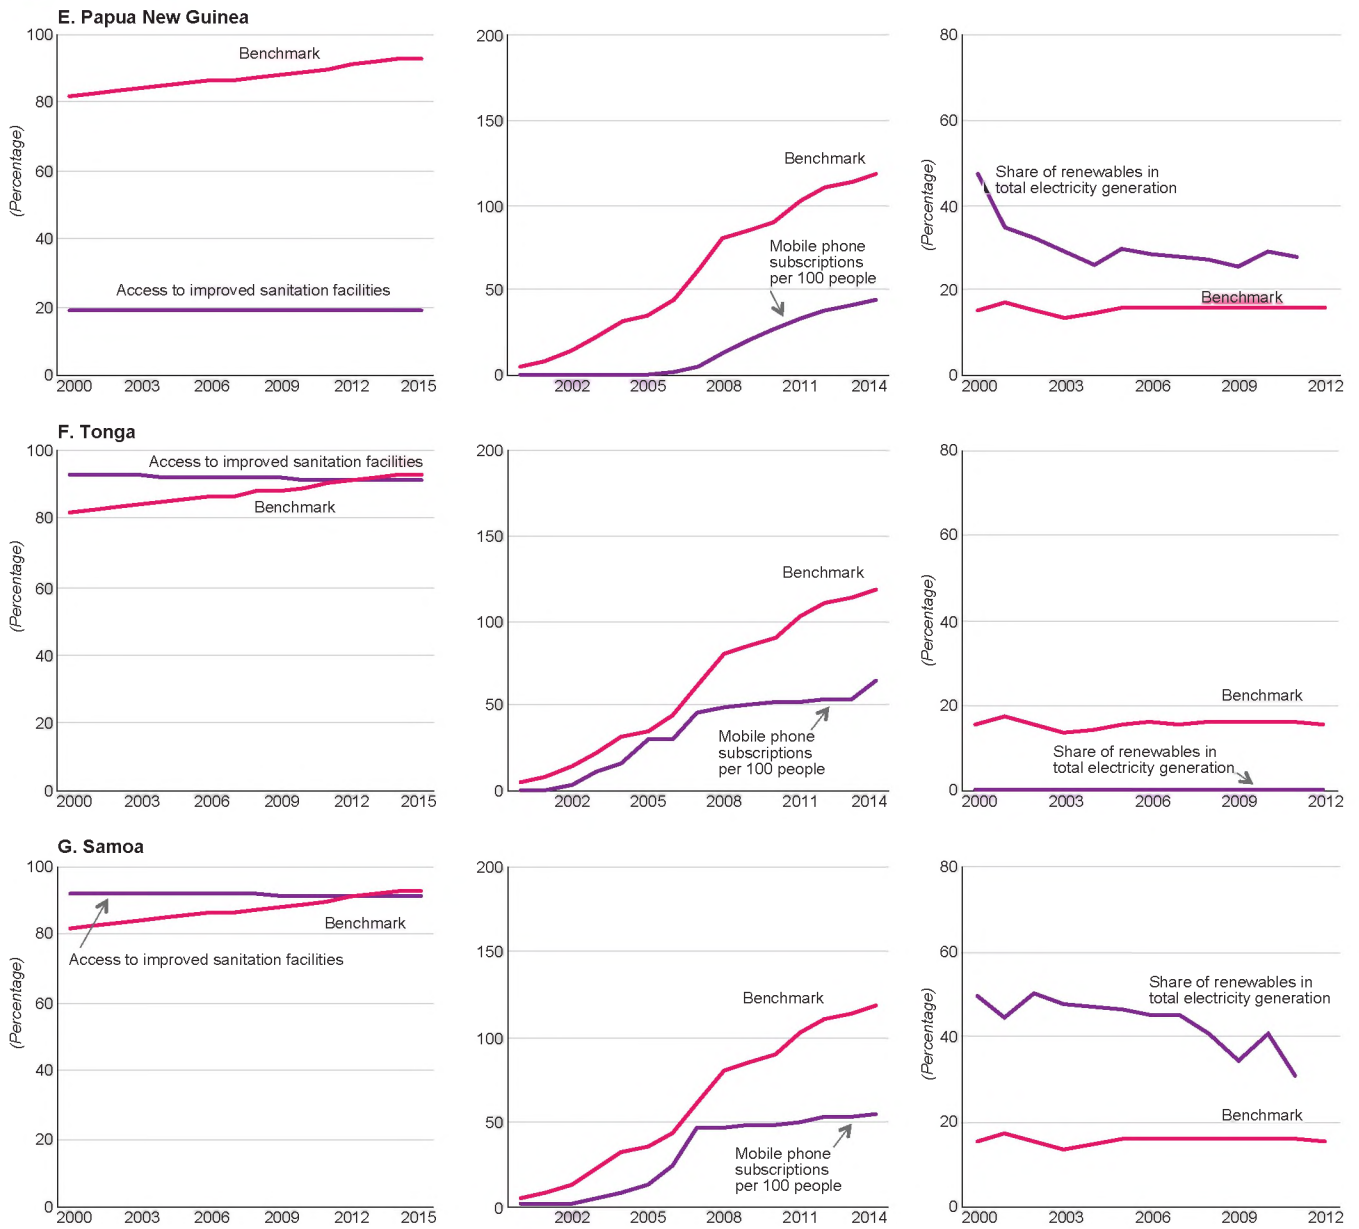 E. Papua New Guinea
100
80
60
40
20
0
(Percentage)
Benchmark
Access to improved sanitation facilities
2000 2003 2006 2009 2012 2015
200
150
100
50
0
Benchmark
Mobile phone
subscriptions
per 100 people
2002 2005 2008 2011 2014
80
60
40
20
0
(Percentage)
Share of renewables in
total electricity generation
Benchmark
2000 2003 2006 2009 2012
F. Tonga
100
80
60
40
20
0
(Percentage)
Access to improved sanitation facilities
Benchmark
2000 2003 2006 2009 2012 2015
200
150
100
50
0
Benchmark
Mobile phone
subscriptions
per 100 people
2002 2005 2008 2011 2014
80
60
40
20
0
(Percentage)
Benchmark
Share of renewables in
total electricity generation
2000 2003 2006 2009 2012
G. Samoa
100
80
60
40
20
0
(Percentage)
Benchmark
Access to improved sanitation facilities
2000 2003 2006 2009 2012 2015
200
150
100
50
0
Benchmark
Mobile phone
subscriptions
per 100 people
2002 2005 2008 2011 2014
80
60
40
20
0
(Percentage)
Share of renewables in
total electricity generation
Benchmark
2000 2003 2006 2009 2012